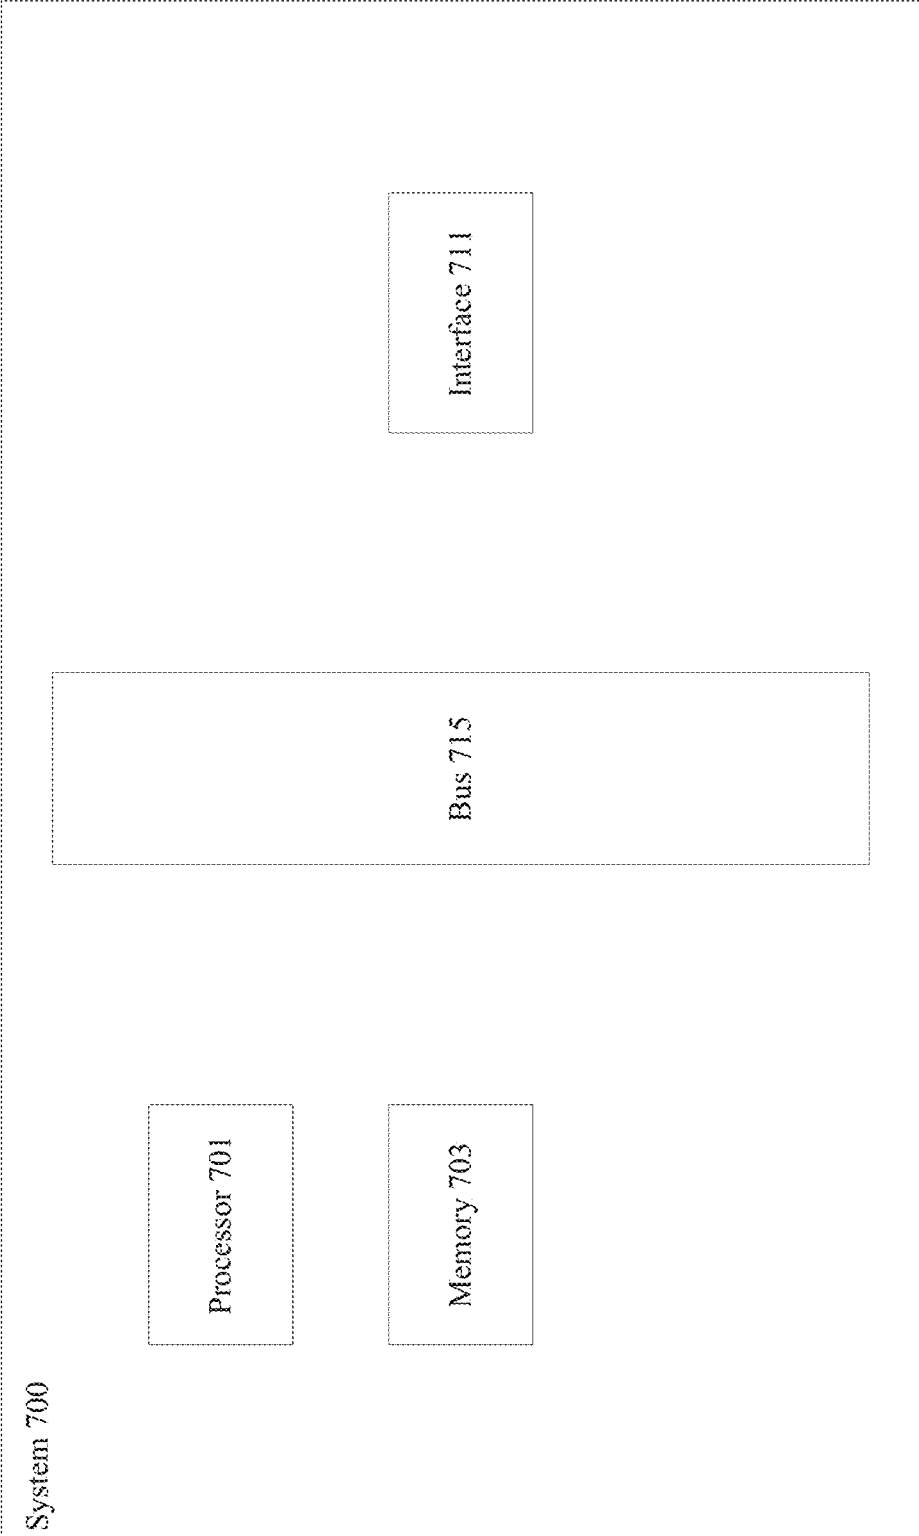 System 700
Processor 701
Memory 703
Bus 715
Interface 711